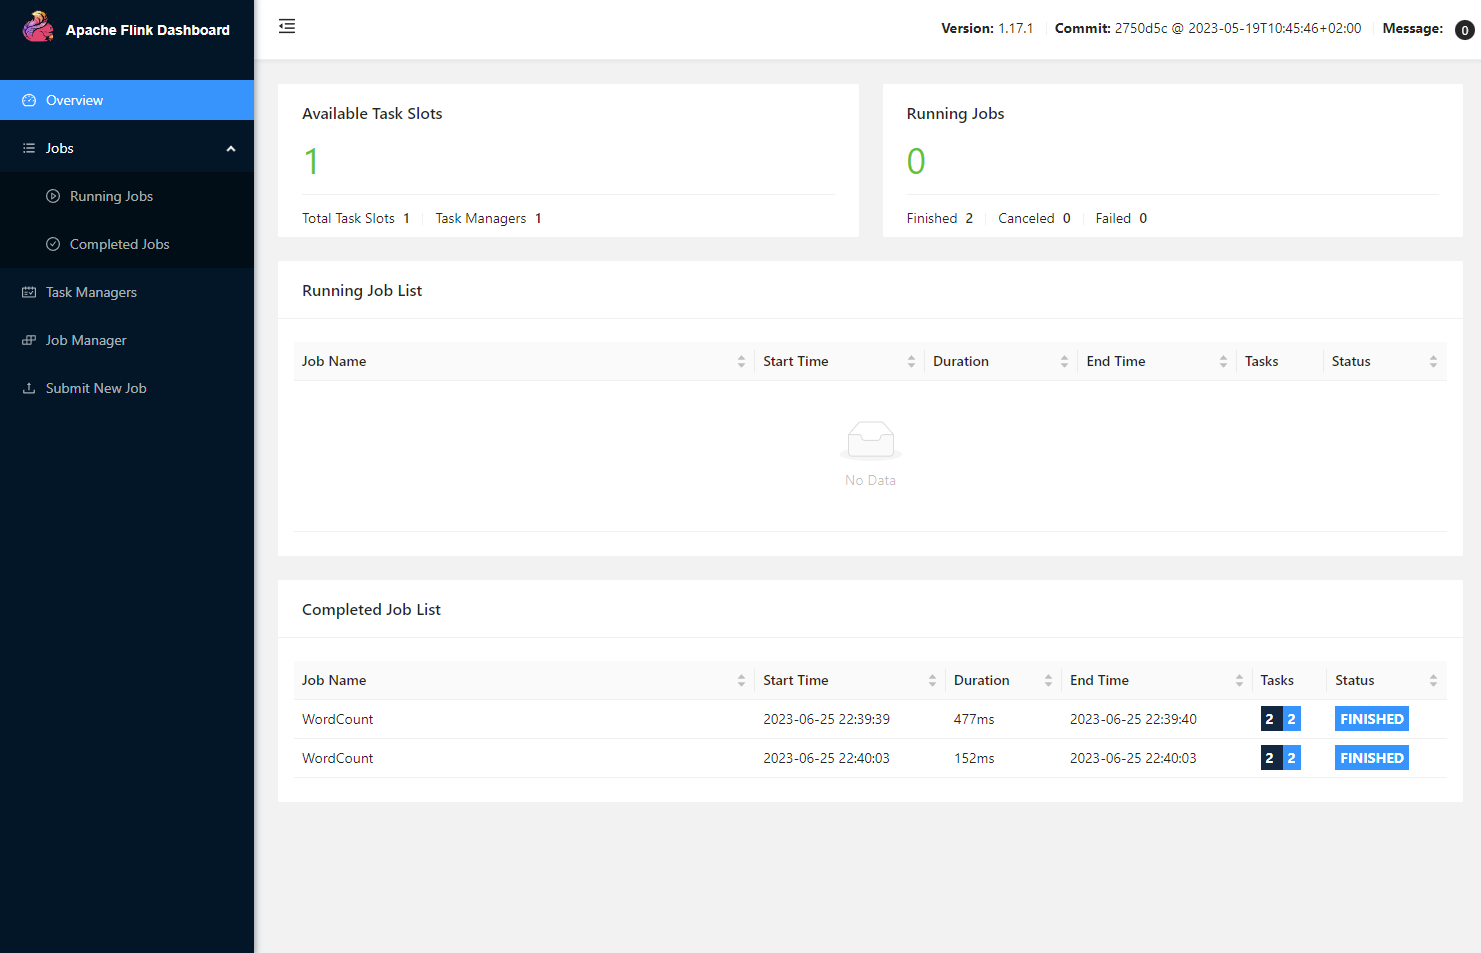 Apache Flink Dashboard
Version: 1.17.1 Commit: 2750d5c @ 2023-05-19T10:45:46+02:00 Message: 0
Overview
Jobs
Running Jobs
Completed Jobs
Task Managers
Job Manager
Submit New Job
Available Task Slots
1
Total Task Slots 1 Task Managers 1
Running Jobs
0
Finished 2 Canceled 0 Failed 0
Running Job List
Job Name Start Time Duration End Time Tasks Status
No Data
Completed Job List
Job Name Start Time Duration End Time Tasks Status
WordCount 2023-06-25 22:39:39 477ms 2023-06-25 22:39:40 2 2 FINISHED
WordCount 2023-06-25 22:40:03 152ms 2023-06-25 22:40:03 2 2 FINISHED